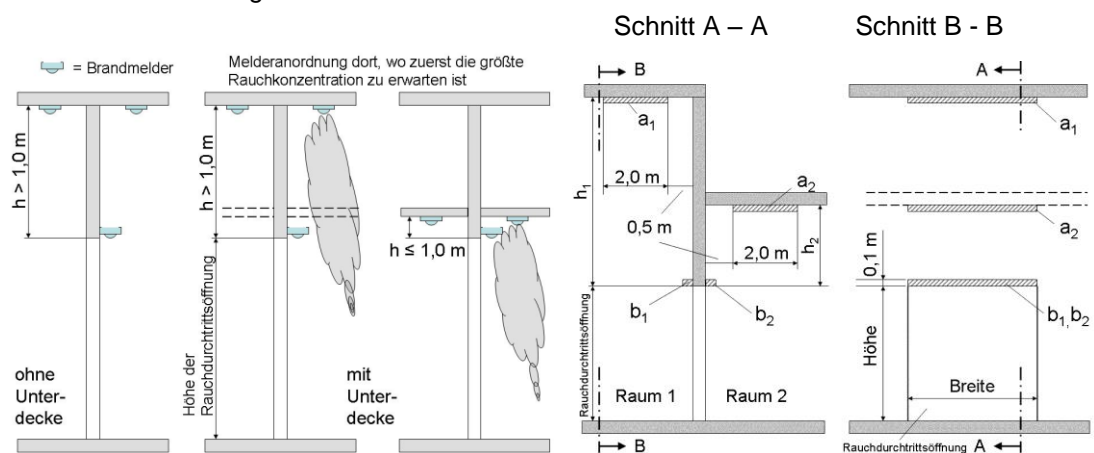 Schnitt A – A
Schnitt B - B
= Brandmelder
Melderanordnung dort, wo zuerst die größte
Rauchkonzentration zu erwarten ist
h > 1,0 m
ohne
Unter-
decke
h > 1,0 m
Höhe der
Rauchdurchtrittsöffnung
mit
Unter-
decke
h ≤ 1,0 m
B
a1
h1
2,0 m
a2
0,5 m
2,0 m
h2
b1
b2
Rauchdurchtrittsöffnung
Raum 1
Raum 2
B
A
a1
a2
0,1 m
b1,b2
Höhe
Breite
Rauchdurchtrittsöffnung
A